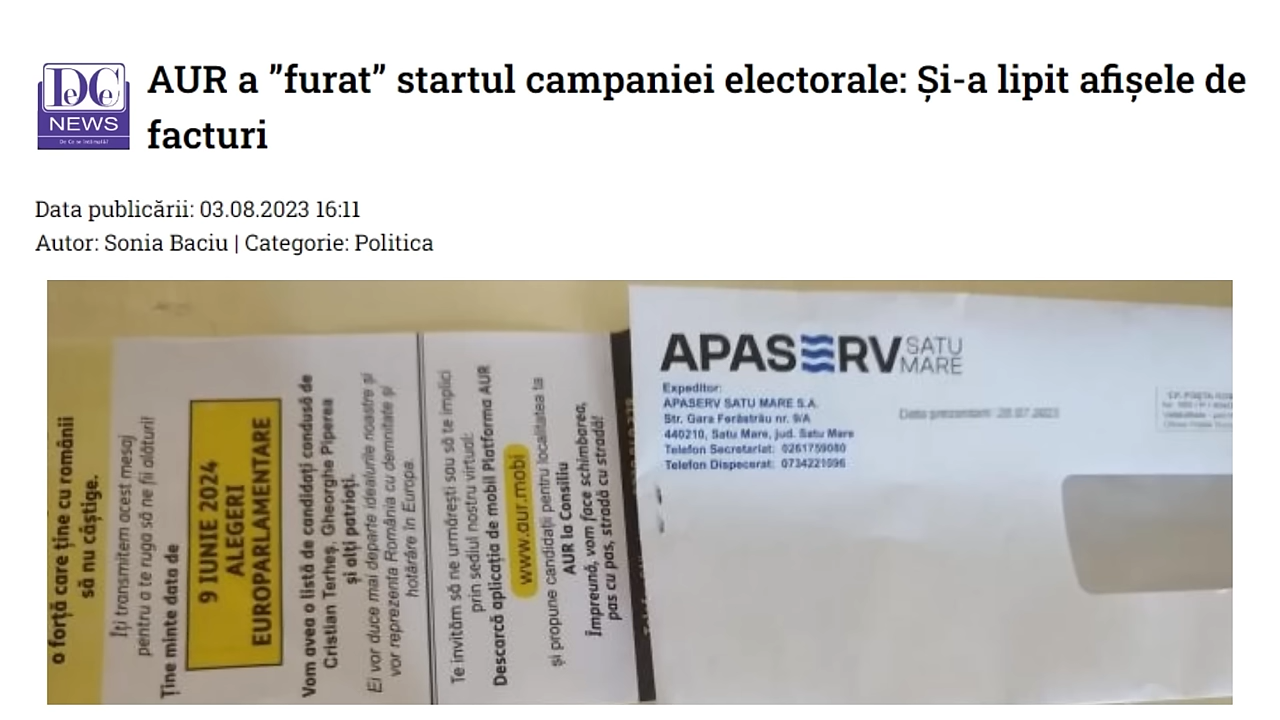 DeCe
NEWS
De Ce se întâmplă?
AUR a ”furat” startul campaniei electorale: Și-a lipit afișele de
facturi
Data publicării: 03.08.2023 16:11
Autor: Sonia Baciu | Categorie: Politica
o forță care ține cu românii
să nu câștige.
Îți transmitem acest mesaj
pentru a te ruga să ne fii alături!
Ține minte data de
9 IUNIE 2024
ALEGERI
EUROPARLAMENTARE
Vom avea o listă de candidați condusă de
Cristian Terheș, Gheorghe Piperea
și alți patrioți.
Ei vor duce mai departe idealurile noastre și
vor reprezenta România cu demnitate și
hotărâre în Europa.
Te invităm să ne urmărești sau să te implici
prin sediul nostru virtual:
Descarcă aplicația de mobil Platforma AUR
www.aur.mobi
și propune candidații pentru localitatea ta
AUR la Consiliu
Împreună, vom face schimbarea,
pas cu pas, stradă cu stradă!
APASERV SATU
MARE
Expeditor:
APASERV SATU MARE S.A.
Str. Gara Ferăstrău nr. 9/A
440210, Satu Mare, jud. Satu Mare
Telefon Secretariat: 0261759080
Telefon Dispecerat: 0734221096
Data prezentării 28.07.2023